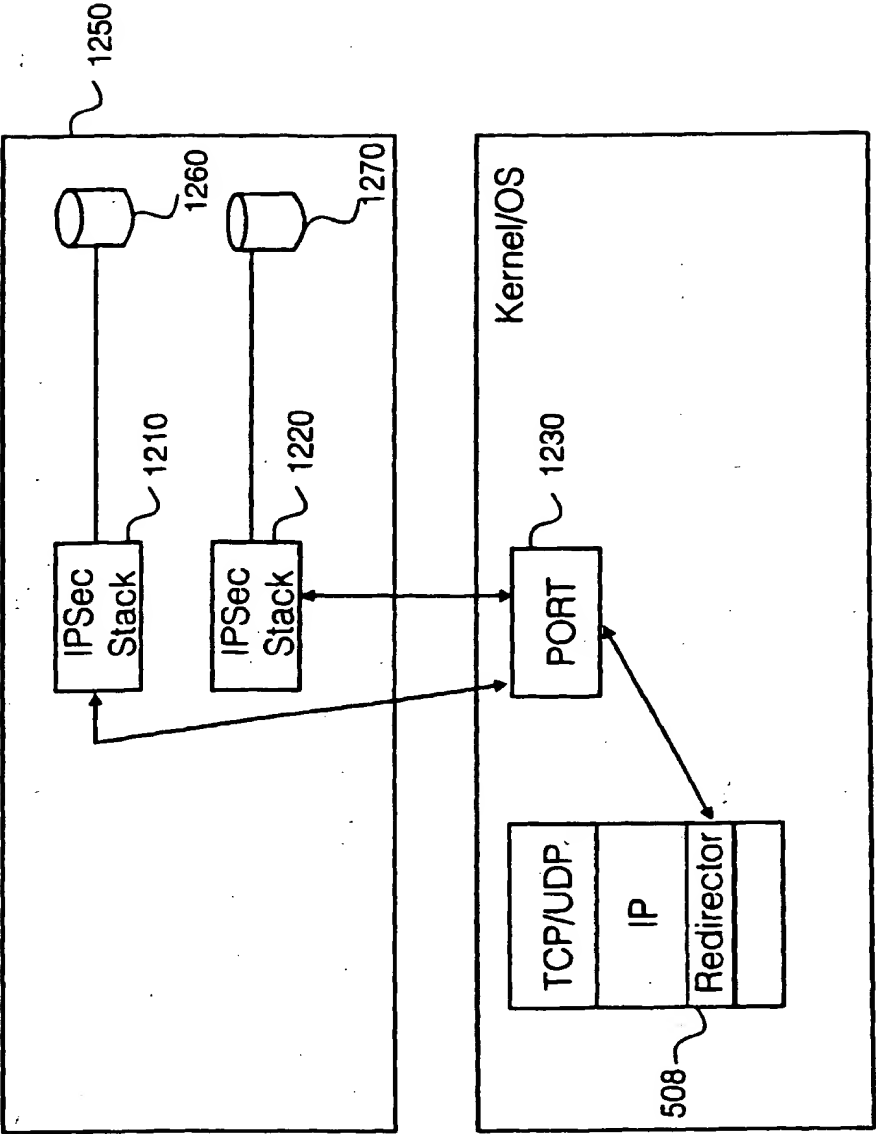 1250
1260
1270
IPSec
Stack
1210
IPSec
Stack
1220
Kernel/OS
PORT
1230
TCP/UDP
IP
Redirector
508